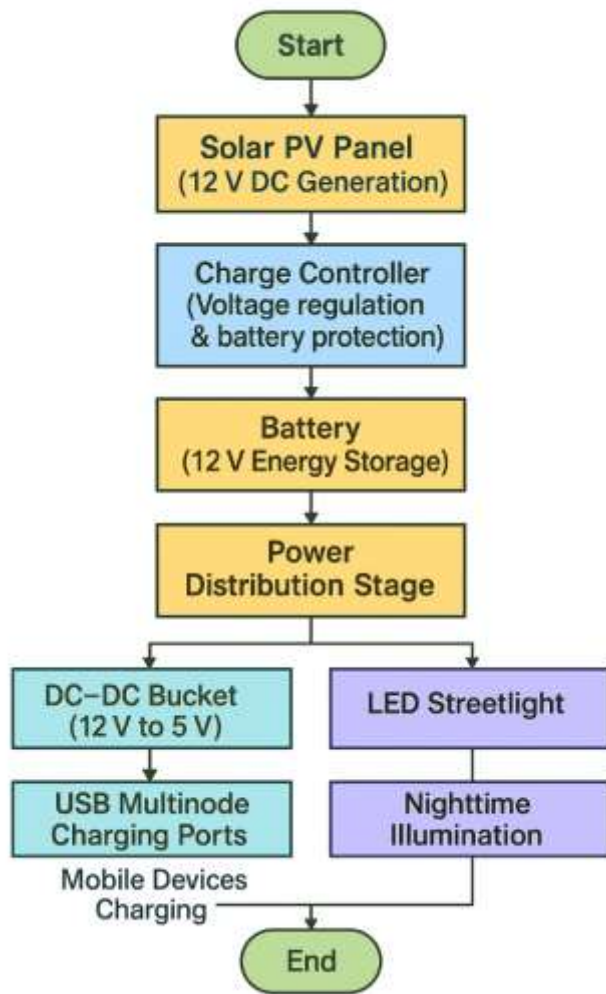 Start
Solar PV Panel
(12 V DC Generation)
Charge Controller
(Voltage regulation
& battery protection)
Battery
(12 V Energy Storage)
Power
Distribution Stage
DC–DC Bucket
(12 V to 5 V)
LED Streetlight
USB Multinode
Charging Ports
Nighttime
Illumination
Mobile Devices
Charging
End